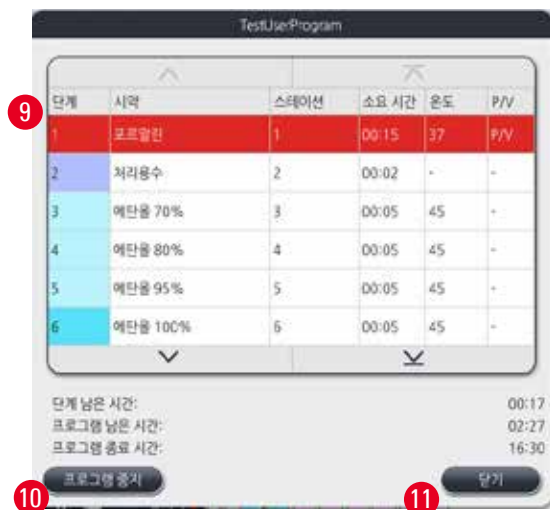 TestUserProgram
9
단계 시약 스테이션 소요 시간 온도 P/V
1 포르말린 1 00:15 37 P/V
2 처리용수 2 00:02 - -
3 에탄올 70% 3 00:05 45 -
4 에탄올 80% 4 00:05 45 -
5 에탄올 95% 5 00:05 45 -
6 에탄올 100% 6 00:05 45 -
단계 남은 시간: 00:17
프로그램 남은 시간: 02:27
프로그램 종료 시간: 16:30
프로그램 중지 닫기
10 11